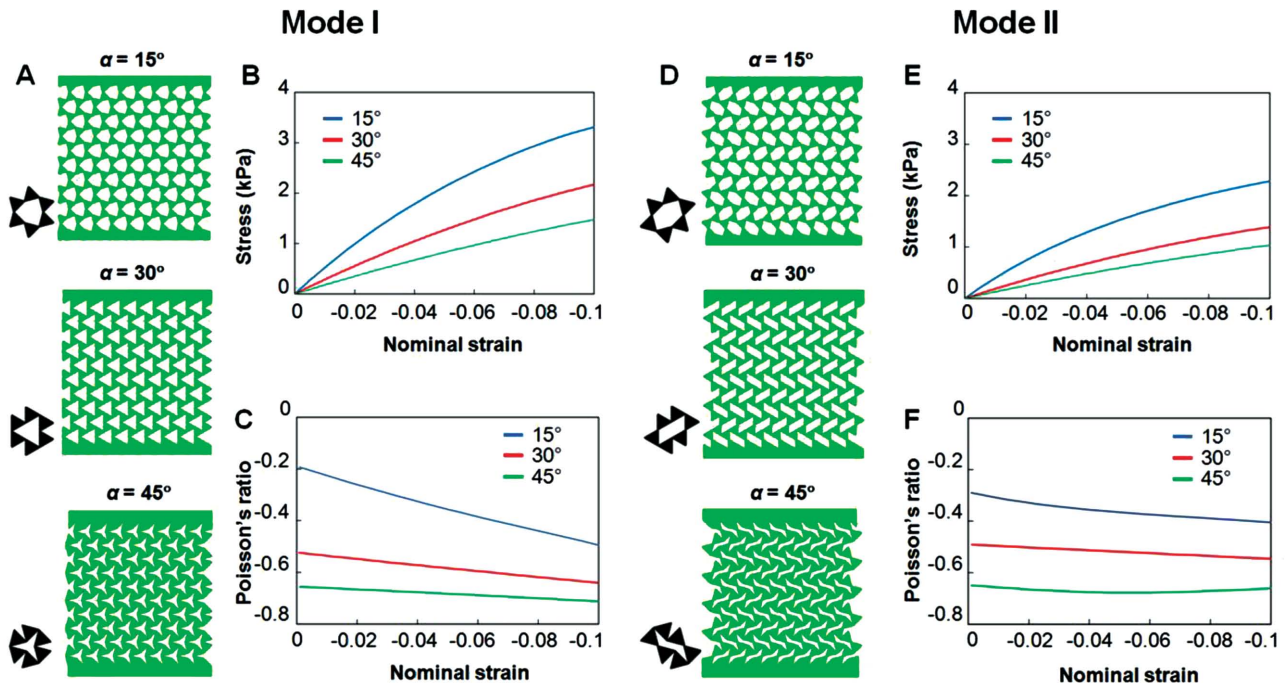 Mode I
Mode II
A
α = 15°
α = 30°
α = 45°
B
4
3
2
1
0
15°
30°
45°
Stress (kPa)
0 -0.02 -0.04 -0.06 -0.08 -0.1
Nominal strain
C
0
-0.2
-0.4
-0.6
-0.8
15°
30°
45°
Poisson's ratio
0 -0.02 -0.04 -0.06 -0.08 -0.1
Nominal strain
D
α = 15°
α = 30°
α = 45°
E
4
3
2
1
0
15°
30°
45°
Stress (kPa)
0 -0.02 -0.04 -0.06 -0.08 -0.1
Nominal strain
F
0
-0.2
-0.4
-0.6
-0.8
15°
30°
45°
Poisson's ratio
0 -0.02 -0.04 -0.06 -0.08 -0.1
Nominal strain